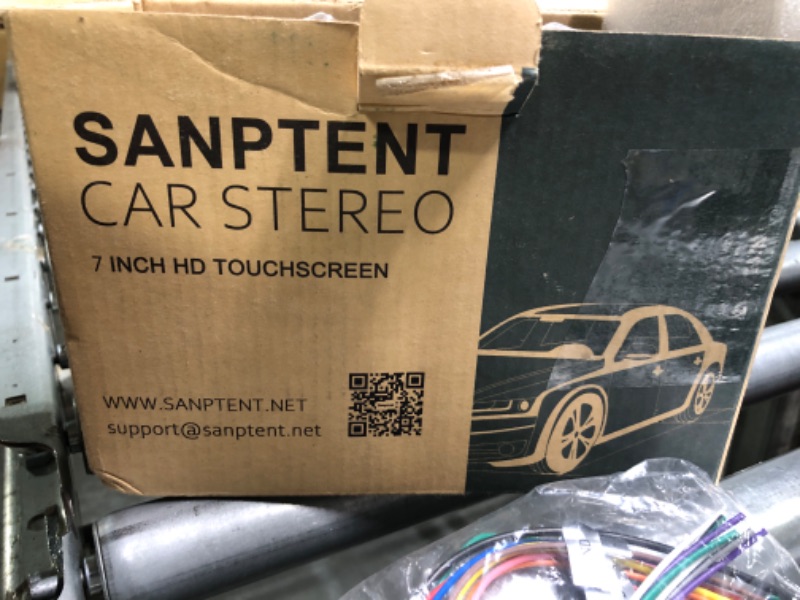 SANPTENT
CAR STEREO
7 INCH HD TOUCHSCREEN
WWW.SANPTENT.NET
support@sanptent.net